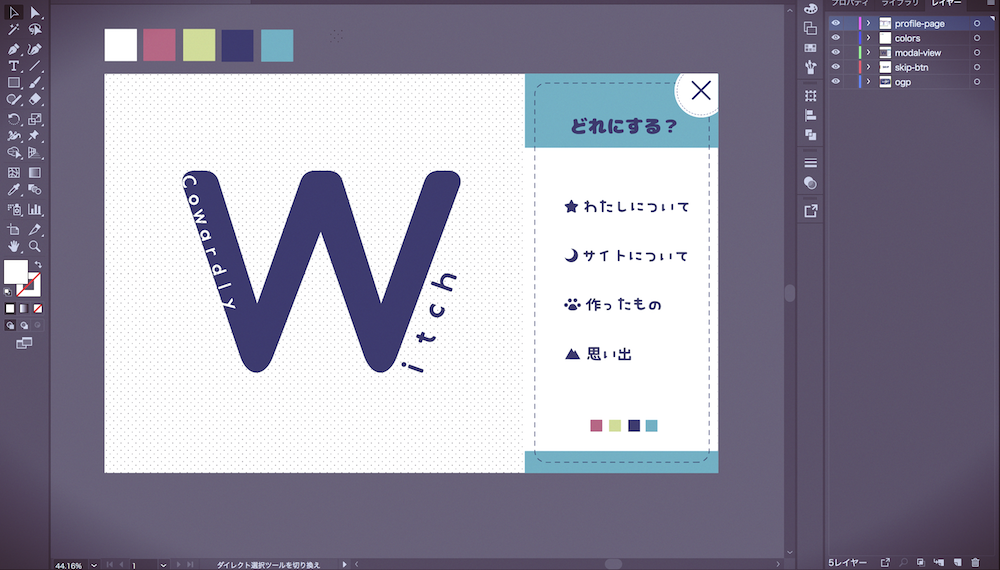 プロパティ ライブラリ レイヤー
profile-page
colors
modal-view
skip-btn
ogp
どれにする？
わたしについて
サイトについて
作ったもの
思い出
W
Cowardly
itch
44.16%
1
ダイレクト選択ツールを切り換え
5レイヤー